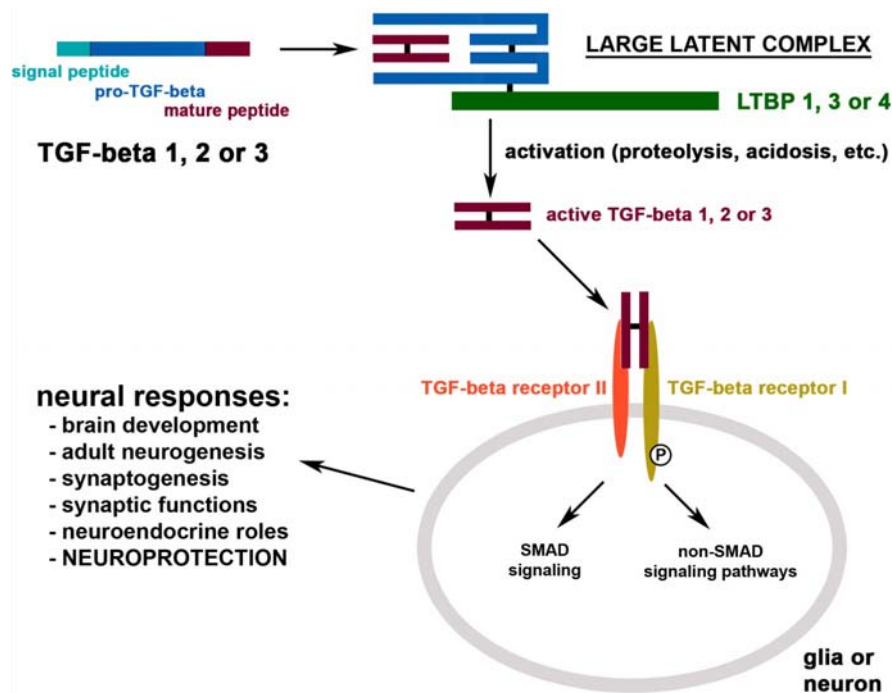 signal peptide
pro-TGF-beta
mature peptide
TGF-beta 1, 2 or 3
LARGE LATENT COMPLEX
LTBP 1, 3 or 4
activation (proteolysis, acidosis, etc.)
active TGF-beta 1, 2 or 3
TGF-beta receptor II
TGF-beta receptor I
P
SMAD
signaling
non-SMAD
signaling pathways
neural responses:
- brain development
- adult neurogenesis
- synaptogenesis
- synaptic functions
- neuroendocrine roles
- NEUROPROTECTION
glia or
neuron